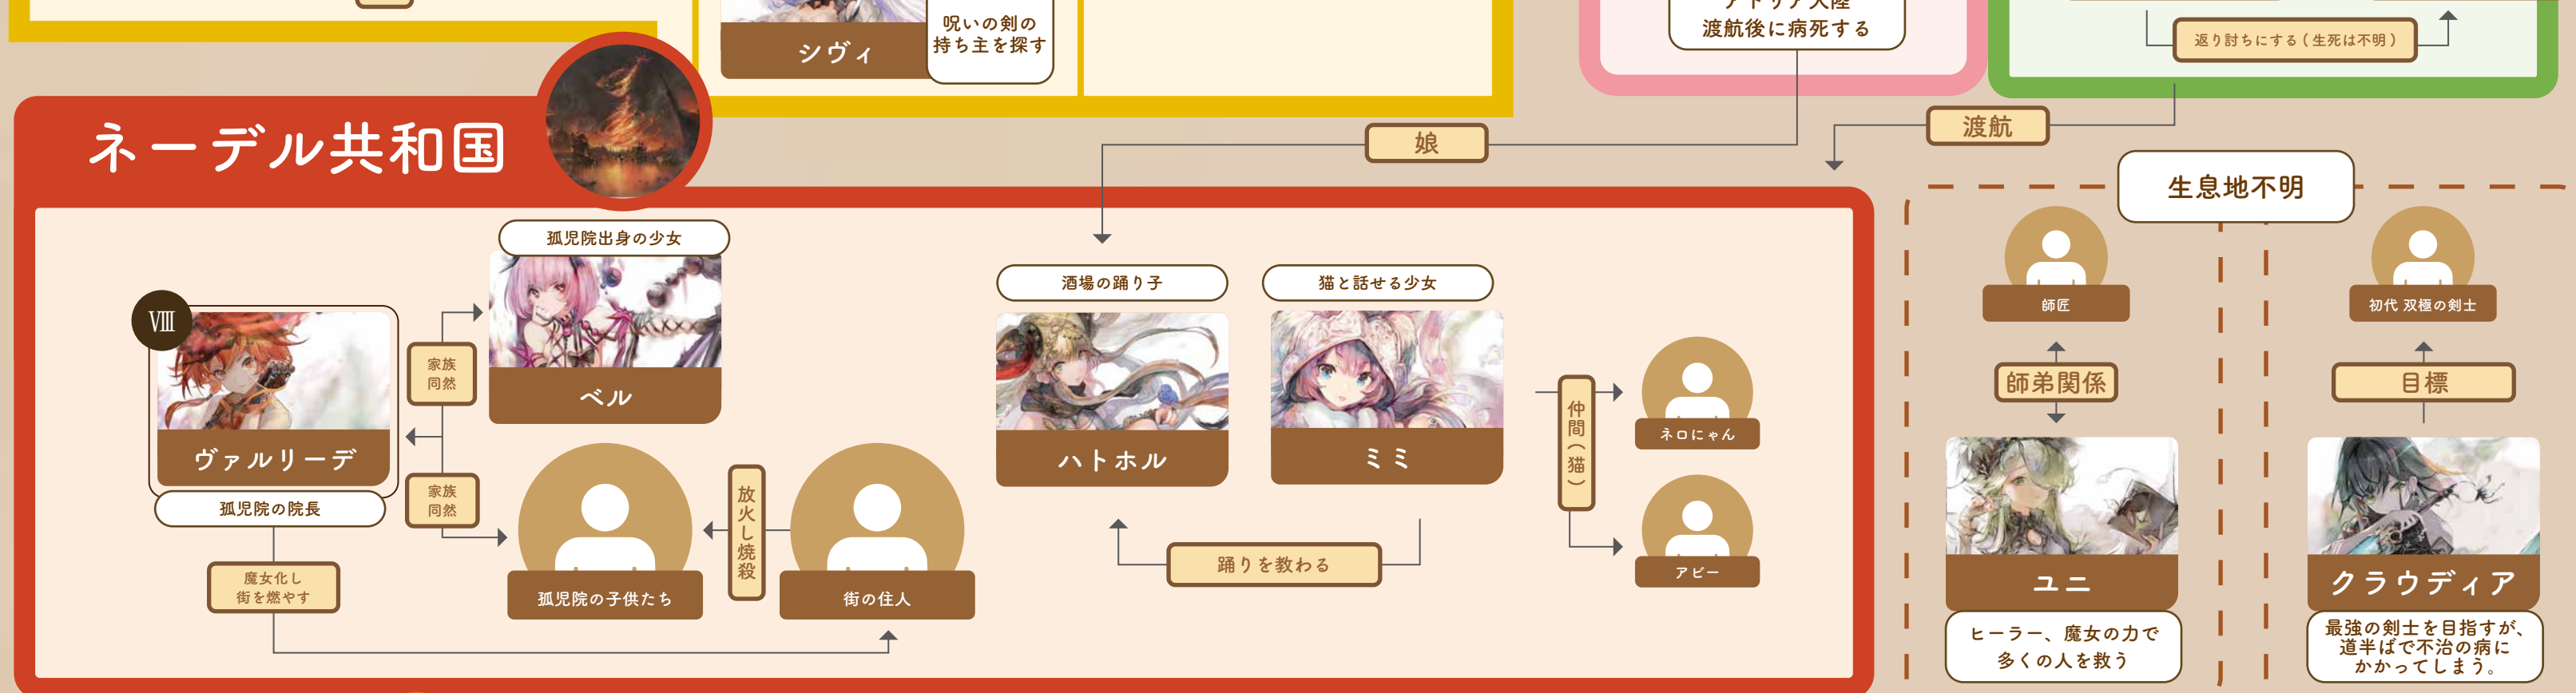 シヴィ
呪いの剣の
持ち主を探す
渡航後に病死する
返り討ちにする(生死は不明)
ネーデル共和国
娘
渡航
生息地不明
孤児院出身の少女
ベル
VIII
ヴァルリーデ
孤児院の院長
家族
同然
家族
同然
魔女化し
街を燃やす
孤児院の子供たち
放火し焼殺
街の住人
酒場の踊り子
ハトホル
猫と話せる少女
ミミ
踊りを教わる
仲間(猫)
ネロにゃん
アビー
師匠
師弟関係
ユニ
ヒーラー、魔女の力で
多くの人を救う
初代 双極の剣士
目標
クラウディア
最強の剣士を目指すが、
道半ばで不治の病に
かかってしまう。